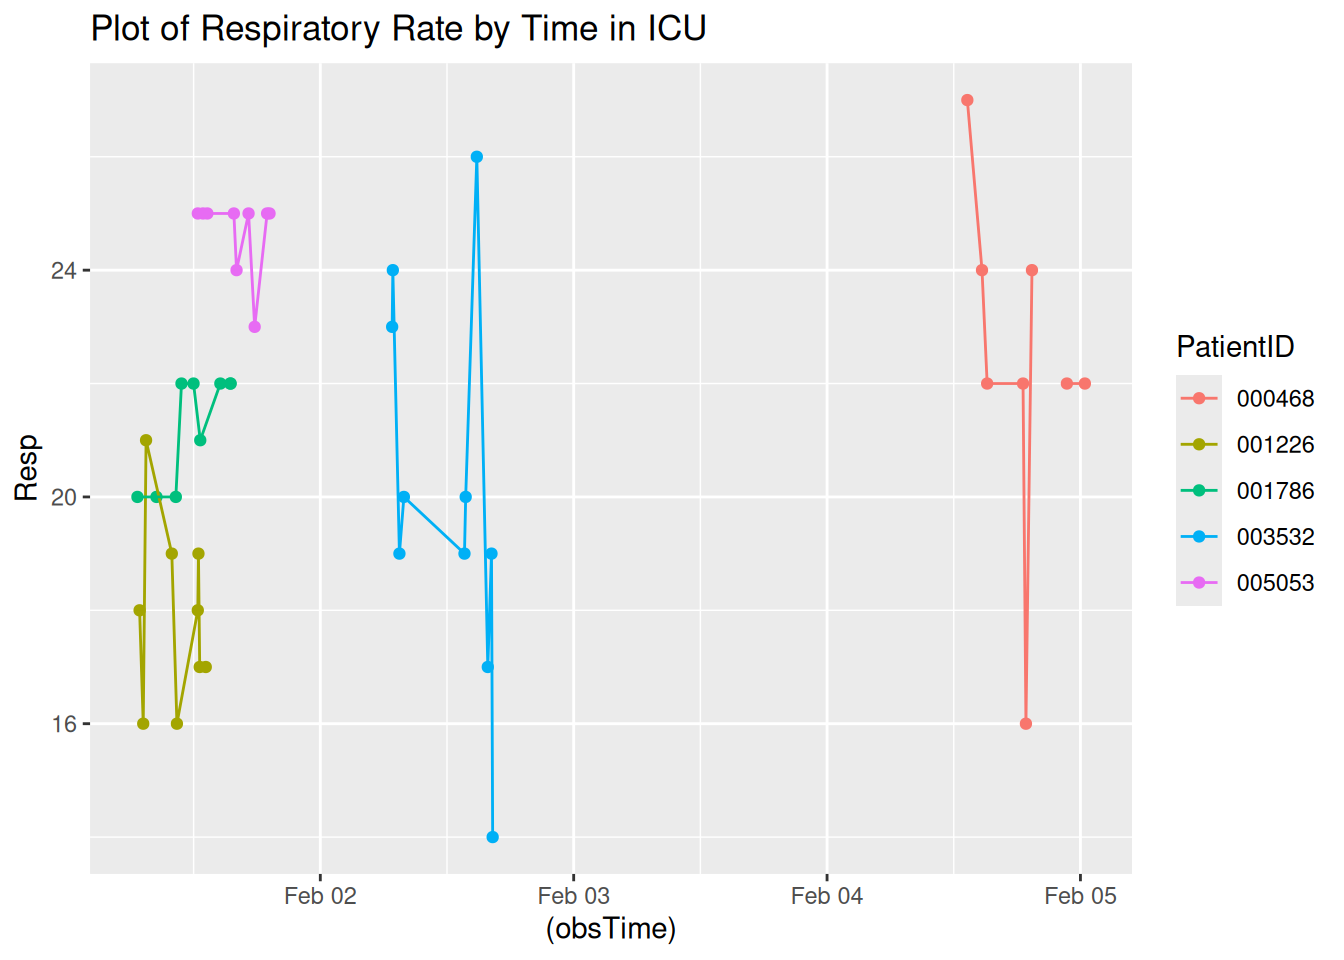 Plot of Respiratory Rate by Time in ICU
Resp
24
20
16
Feb 02
Feb 03
Feb 04
Feb 05
(obsTime)
PatientID
000468
001226
001786
003532
005053